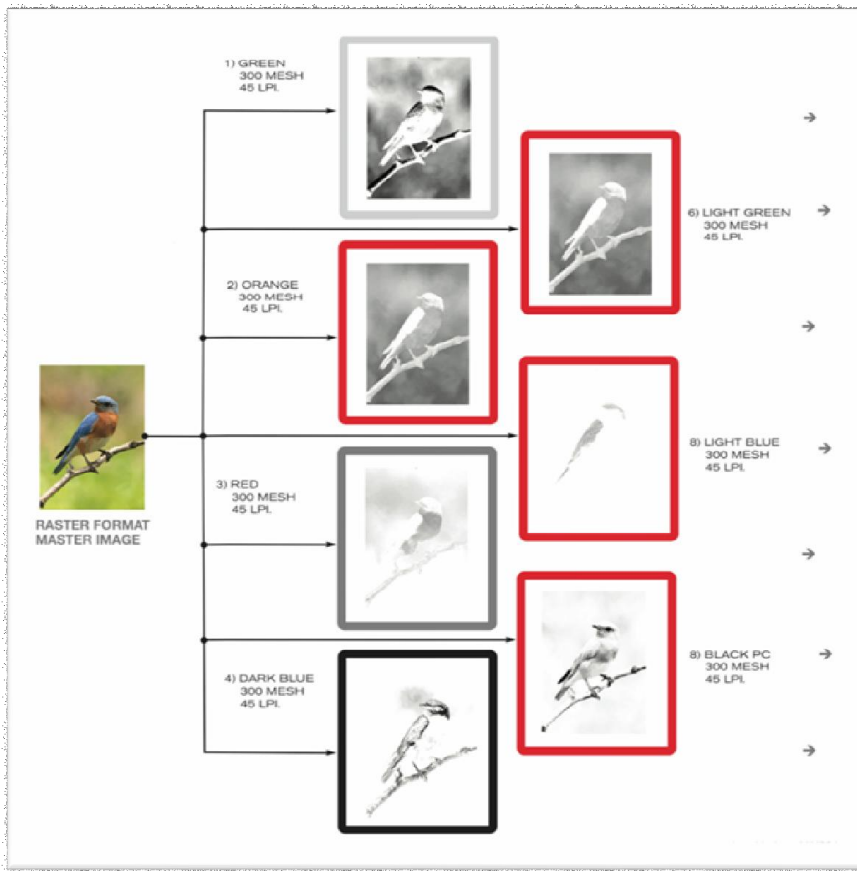 1) GREEN
300 MESH
45 LPI.
6) LIGHT GREEN
300 MESH
45 LPI.
2) ORANGE
300 MESH
45 LPI.
8) LIGHT BLUE
300 MESH
45 LPI.
3) RED
300 MESH
45 LPI.
RASTER FORMAT
MASTER IMAGE
8) BLACK PC
300 MESH
45 LPI.
4) DARK BLUE
300 MESH
45 LPI.